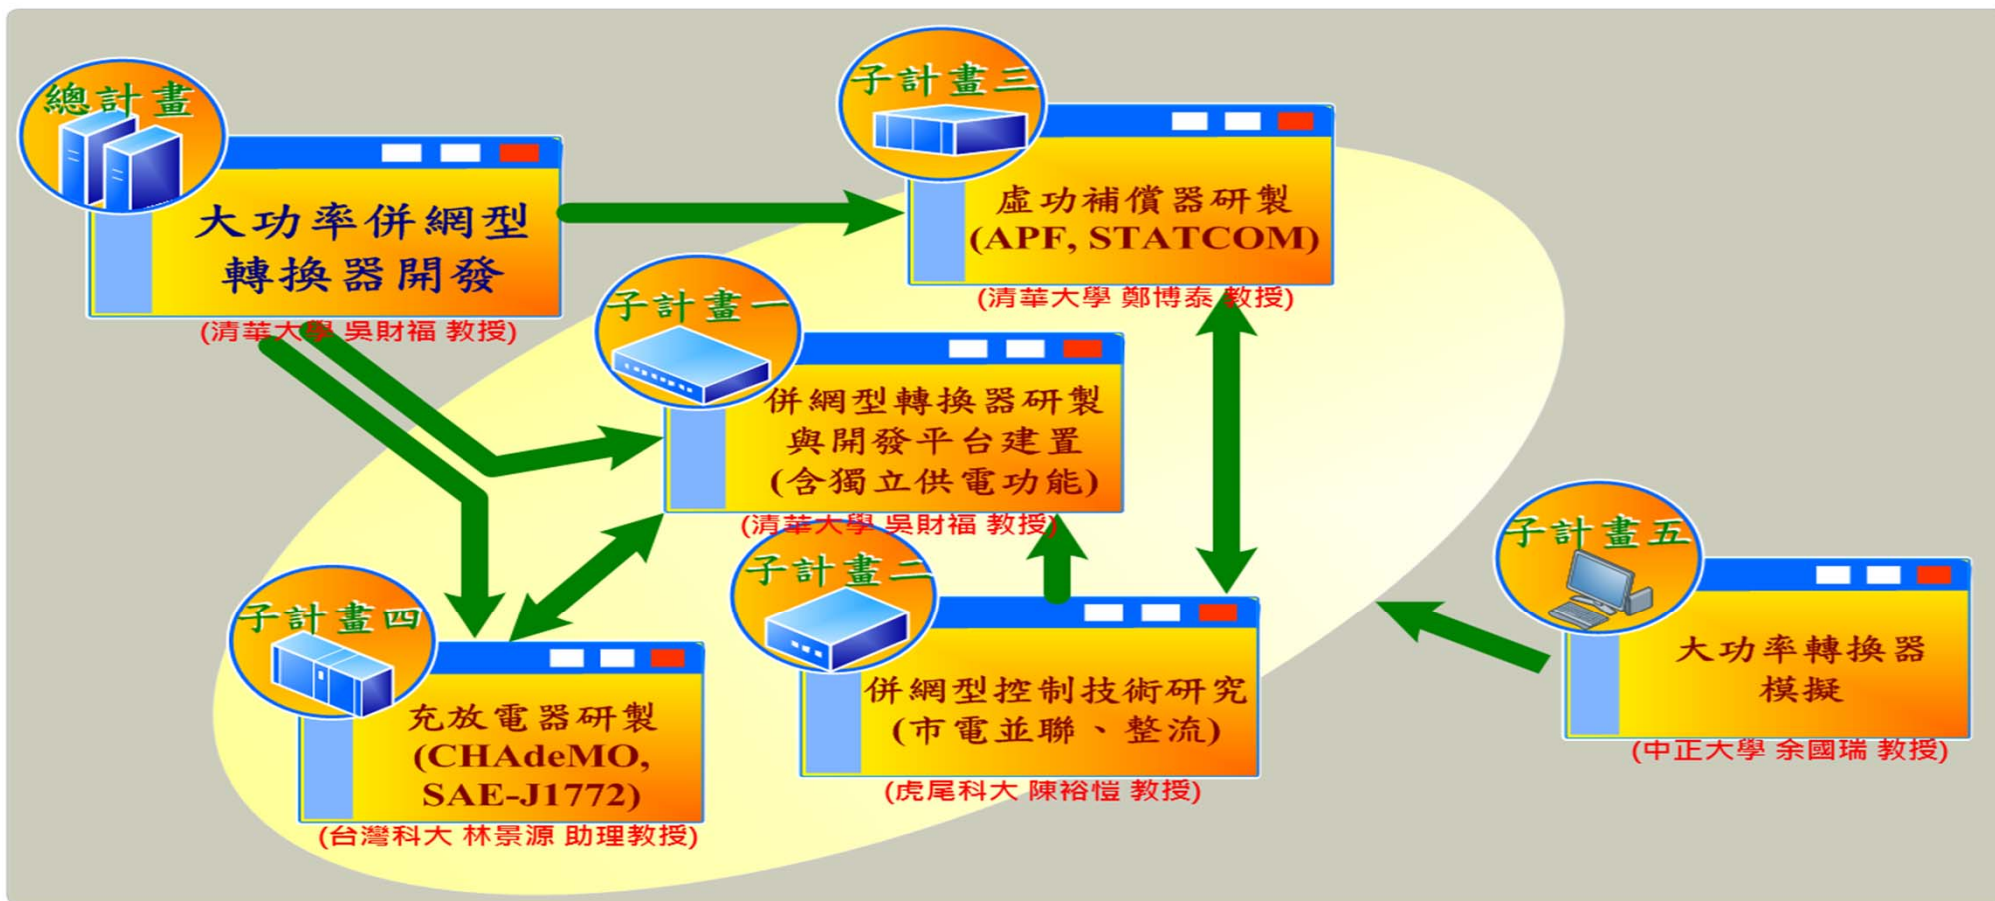 總計畫
大功率併網型
轉換器開發
(清華大學 吳財福 教授)
子計畫三
虛功補償器研製
(APF, STATCOM)
(清華大學 鄭博泰 教授)
子計畫一
併網型轉換器研製
與開發平台建置
(含獨立供電功能)
(清華大學 吳財福 教授)
子計畫四
充放電器研製
(CHAdeMO,
SAE-J1772)
(台灣科大 林景源 助理教授)
子計畫二
併網型控制技術研究
(市電並聯、整流)
(虎尾科大 陳裕愷 教授)
子計畫五
大功率轉換器
模擬
(中正大學 余國瑞 教授)